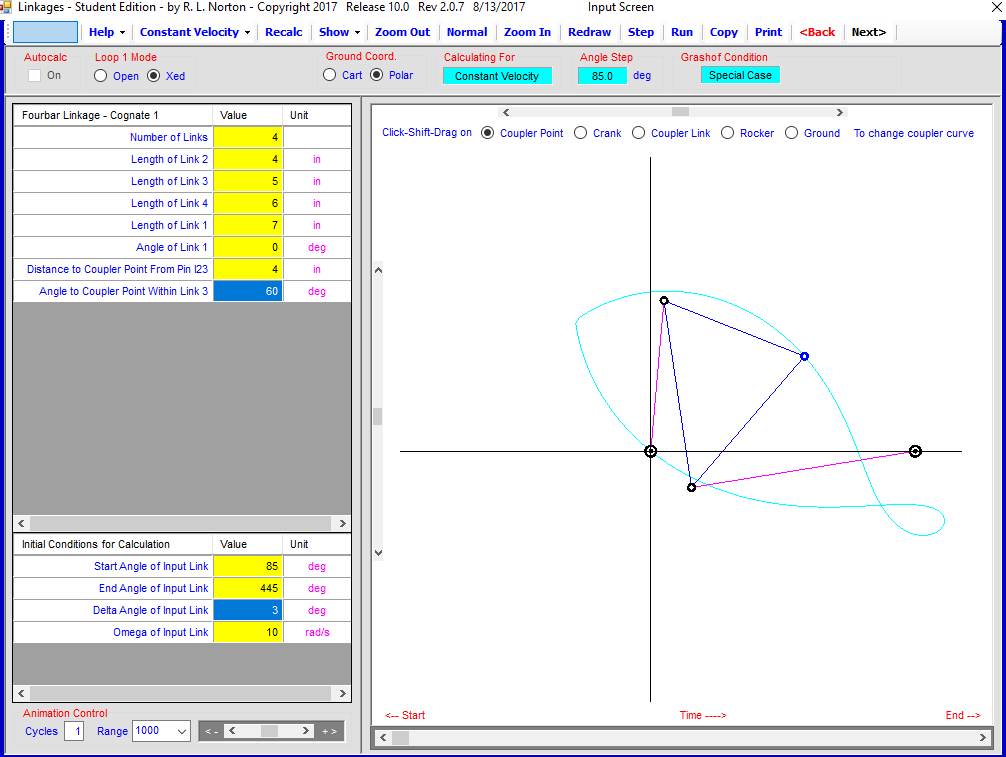 Linkages - Student Edition - by R. L. Norton - Copyright 2017 Release 10.0 Rev 2.0.7 8/13/2017 Input Screen
Help Constant Velocity Recalc Show Zoom Out Normal Zoom In Redraw Step Run Copy Print <Back Next>
Autocalc Loop 1 Mode Ground Coord. Calculating For Angle Step Grashof Condition
On Open Xed Cart Polar Constant Velocity 85.0 deg Special Case
Fourbar Linkage - Cognate 1 Value Unit
Number of Links 4
Length of Link 2 4 in
Length of Link 3 5 in
Length of Link 4 6 in
Length of Link 1 7 in
Angle of Link 1 0 deg
Distance to Coupler Point From Pin I23 4 in
Angle to Coupler Point Within Link 3 60 deg
Initial Conditions for Calculation Value Unit
Start Angle of Input Link 85 deg
End Angle of Input Link 445 deg
Delta Angle of Input Link 3 deg
Omega of Input Link 10 rad/s
Animation Control
Cycles 1 Range 1000 < - < > + >
Click-Shift-Drag on Coupler Point Crank Coupler Link Rocker Ground To change coupler curve
<-- Start Time ----> End -->